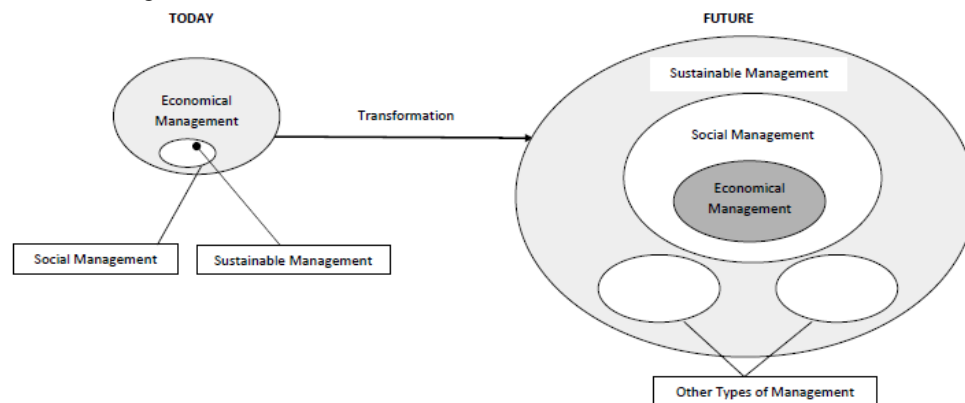 TODAY
FUTURE
Sustainable Management
Economical
Management
Transformation
Social Management
Economical
Management
Social Management
Sustainable Management
Other Types of Management